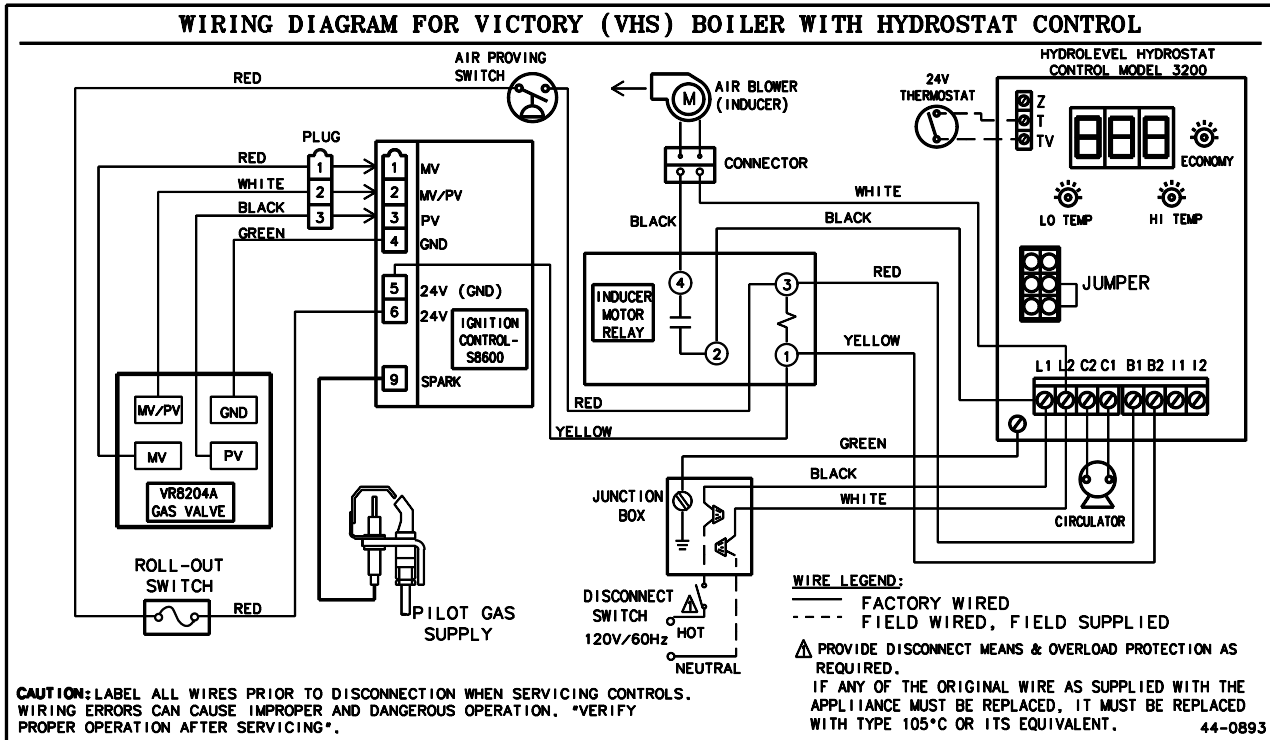 WIRING DIAGRAM FOR VICTORY (VHS) BOILER WITH HYDROSTAT CONTROL
AIR PROVING
SWITCH
RED
AIR BLOWER
(INDUCER)
M
24V
THERMOSTAT
HYDROLEVEL HYDROSTAT
CONTROL MODEL 3200
Z
T
TV
888
ECONOMY
LO TEMP
HI TEMP
JUMPER
PLUG
RED
WHITE
BLACK
GREEN
1
2
3
1
2
3
4
5
6
9
MV
MV/PV
PV
GND
24V (GND)
24V
SPARK
IGNITION
CONTROL-
S8600
CONNECTOR
BLACK
WHITE
BLACK
RED
YELLOW
INDUCER
MOTOR
RELAY
4
2
3
1
L1 L2 C2 C1 B1 B2 I1 I2
RED
YELLOW
MV/PV
GND
MV
PV
VR8204A
GAS VALVE
ROLL-OUT
SWITCH
RED
PILOT GAS
SUPPLY
GREEN
BLACK
WHITE
JUNCTION
BOX
CIRCULATOR
DISCONNECT
SWITCH
120V/60Hz
HOT
NEUTRAL
WIRE LEGEND:
FACTORY WIRED
FIELD WIRED, FIELD SUPPLIED
⚠ PROVIDE DISCONNECT MEANS & OVERLOAD PROTECTION AS
REQUIRED.
IF ANY OF THE ORIGINAL WIRE AS SUPPLIED WITH THE
APPLIIANCE MUST BE REPLACED, IT MUST BE REPLACED
WITH TYPE 105°C OR ITS EQUIVALENT.
44-0893
CAUTION: LABEL ALL WIRES PRIOR TO DISCONNECTION WHEN SERVICING CONTROLS.
WIRING ERRORS CAN CAUSE IMPROPER AND DANGEROUS OPERATION. "VERIFY
PROPER OPERATION AFTER SERVICING".